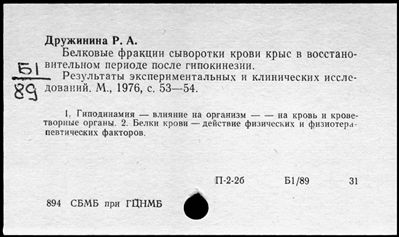 Дружинина Р. А.
Белковые фракции сыворотки крови крыс в восстано-
вительном периоде после гипокинезии.
Б1/89
Результаты экспериментальных и клинических иссле-
дований. М., 1976, с. 53—54.
1. Гиподинамия — влияние на организм — — на кровь и крове-
творные органы. 2. Белки крови — действие физических и физиотера-
певтических факторов.
П-2-2б Б1/89 31
894 СБМБ при ГЦНМБ